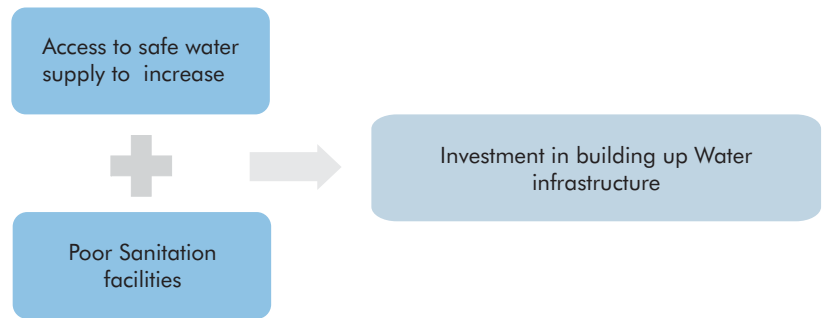 Access to safe water
supply to increase
Investment in building up Water
infrastructure
Poor Sanitation
facilities